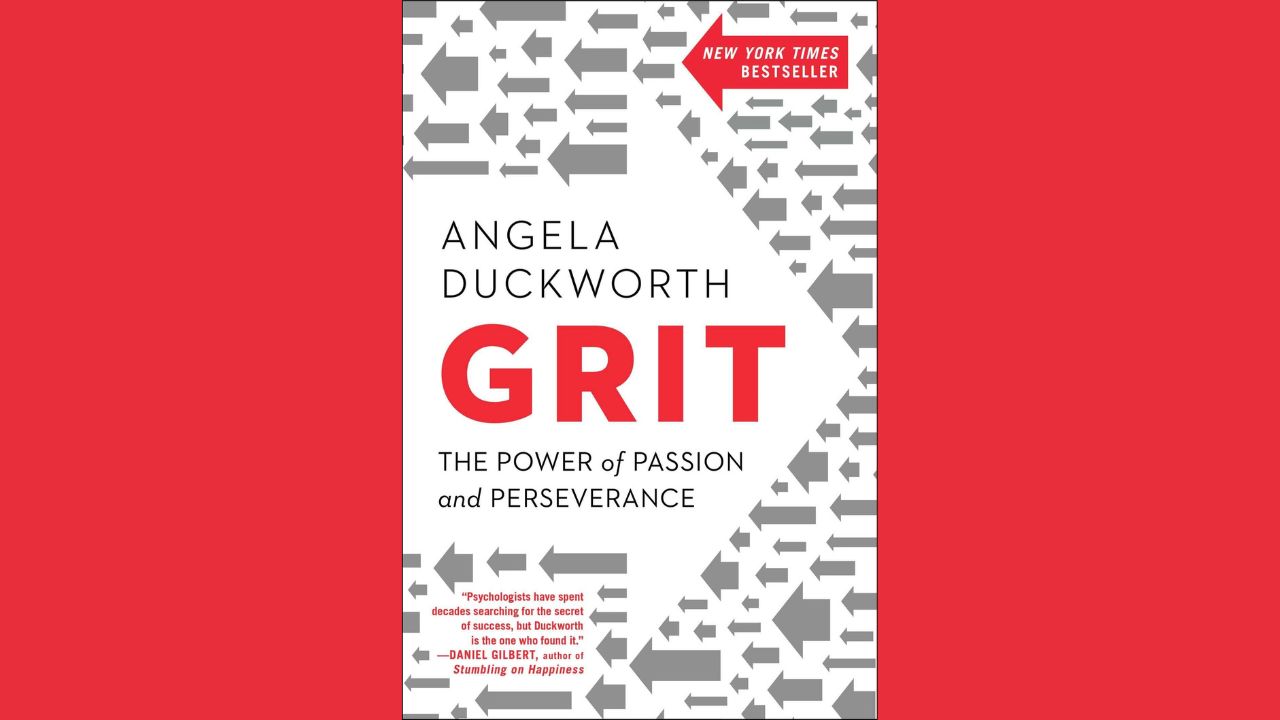 NEW YORK TIMES
BESTSELLER
ANGELA
DUCKWORTH
GRIT
THE POWER of PASSION
and PERSEVERANCE
“Psychologists have spent
decades searching for the secret
of success, but Duckworth
is the one who found it.”
—DANIEL GILBERT, author of
Stumbling on Happiness